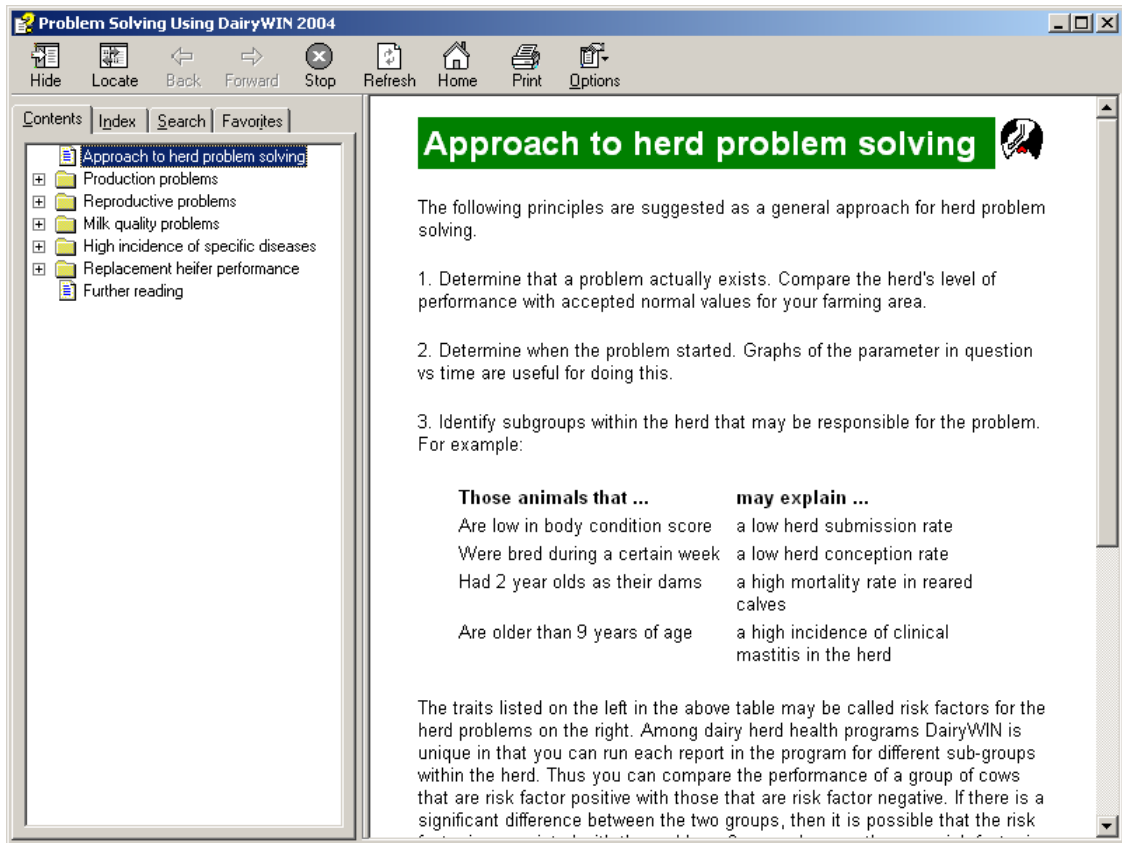 Problem Solving Using DairyWIN 2004
Hide Locate Back Forward Stop Refresh Home Print Options
Contents Index Search Favorites
Approach to herd problem solving
Production problems
Reproductive problems
Milk quality problems
High incidence of specific diseases
Replacement heifer performance
Further reading
Approach to herd problem solving
The following principles are suggested as a general approach for herd problem
solving.
1. Determine that a problem actually exists. Compare the herd's level of
performance with accepted normal values for your farming area.
2. Determine when the problem started. Graphs of the parameter in question
vs time are useful for doing this.
3. Identify subgroups within the herd that may be responsible for the problem.
For example:
Those animals that ... may explain ...
Are low in body condition score a low herd submission rate
Were bred during a certain week a low herd conception rate
Had 2 year olds as their dams a high mortality rate in reared
calves
Are older than 9 years of age a high incidence of clinical
mastitis in the herd
The traits listed on the left in the above table may be called risk factors for the
herd problems on the right. Among dairy herd health programs DairyWIN is
unique in that you can run each report in the program for different sub-groups
within the herd. Thus you can compare the performance of a group of cows
that are risk factor positive with those that are risk factor negative. If there is a
significant difference between the two groups, then it is possible that the risk